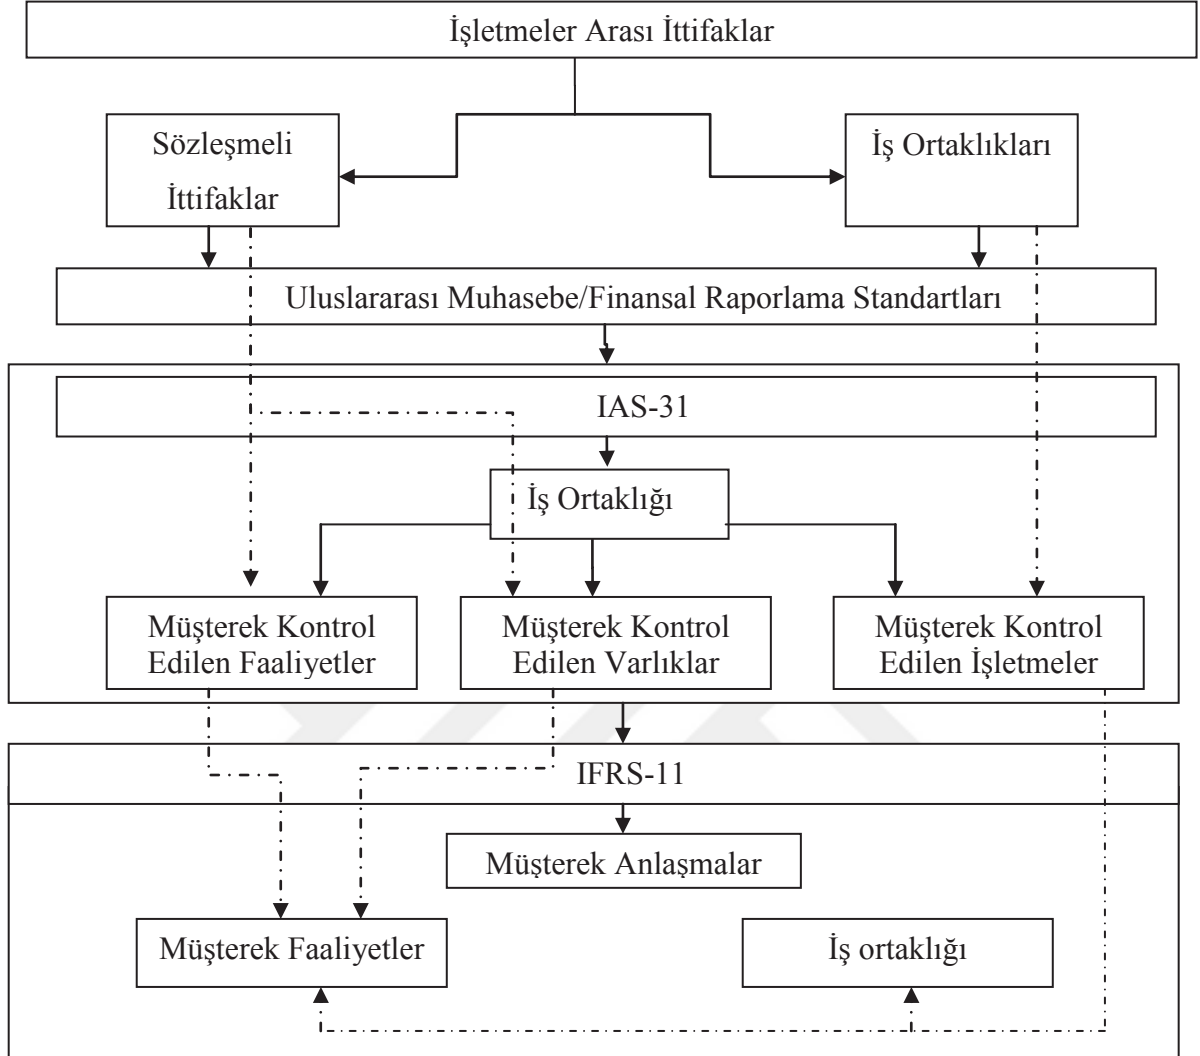 İşletmeler Arası İttifaklar
Sözleşmeli
İttifaklar
İş Ortaklıkları
Uluslararası Muhasebe/Finansal Raporlama Standartları
IAS-31
İş Ortaklığı
Müşterek Kontrol
Edilen Faaliyetler
Müşterek Kontrol
Edilen Varlıklar
Müşterek Kontrol
Edilen İşletmeler
IFRS-11
Müşterek Anlaşmalar
Müşterek Faaliyetler
İş ortaklığı